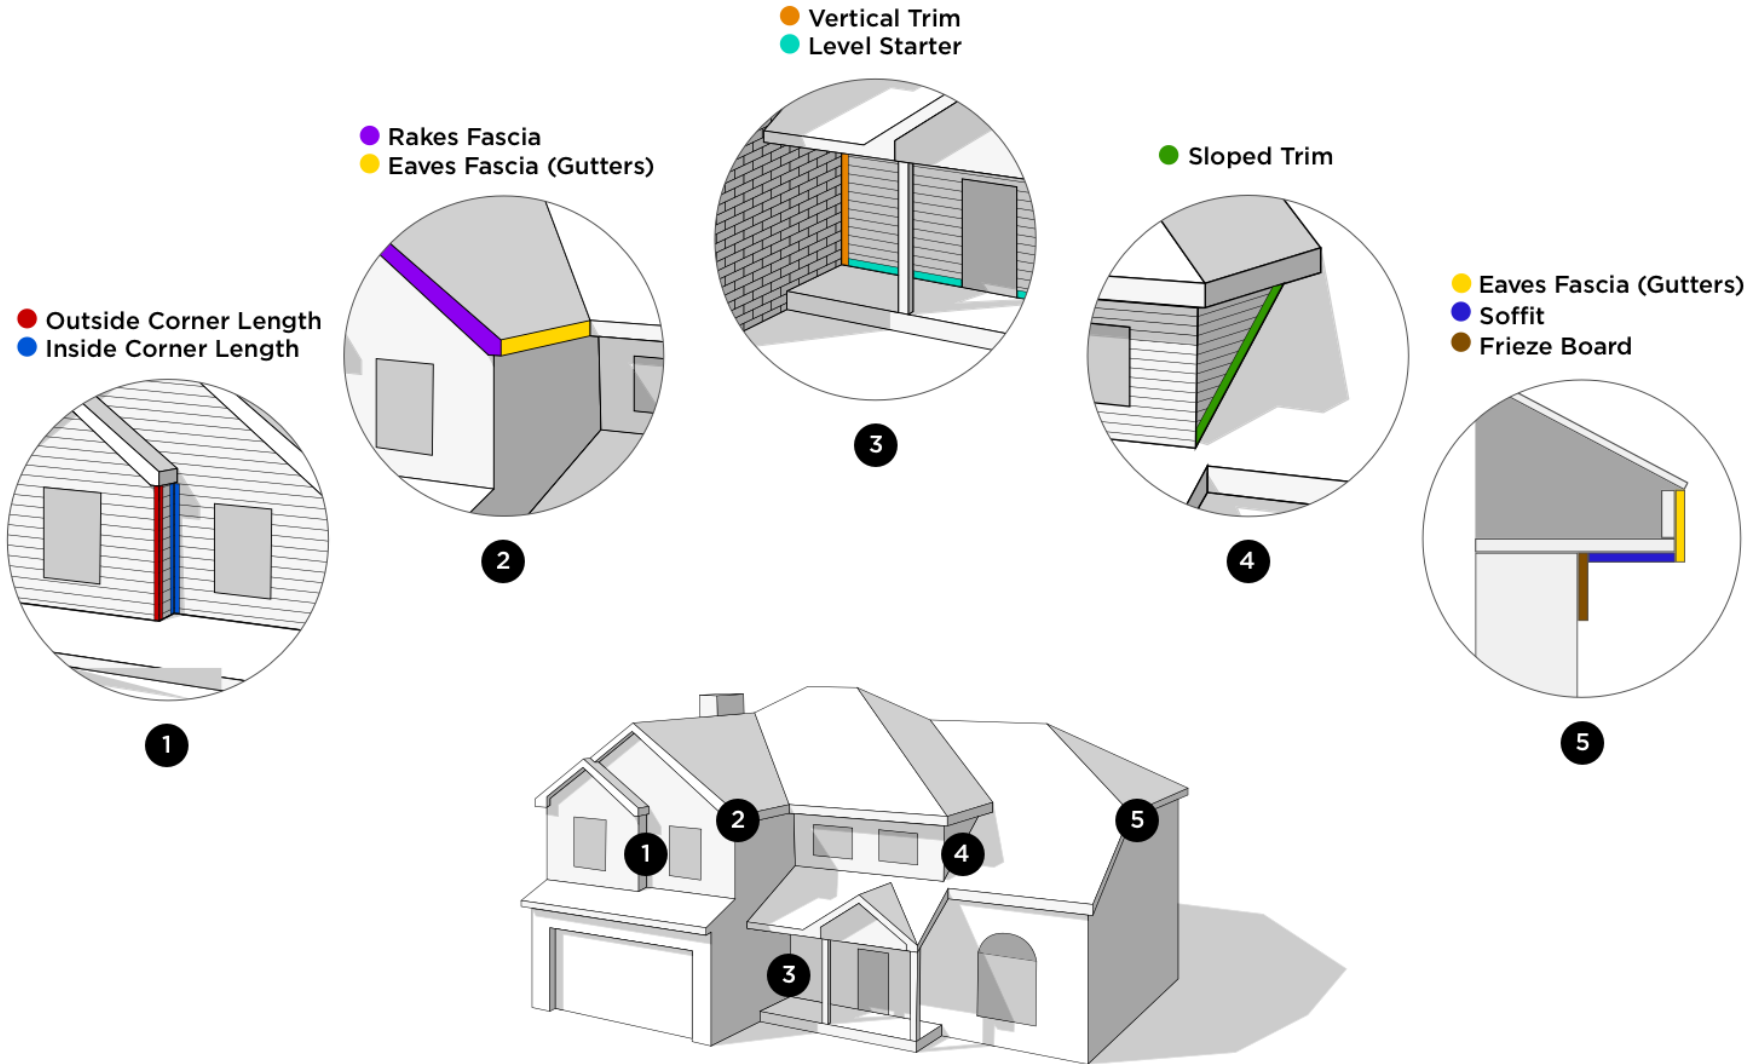 Vertical Trim
Level Starter
Rakes Fascia
Eaves Fascia (Gutters)
Sloped Trim
Outside Corner Length
Inside Corner Length
Eaves Fascia (Gutters)
Soffit
Frieze Board
3
2
4
1
5
2
5
1
4
3